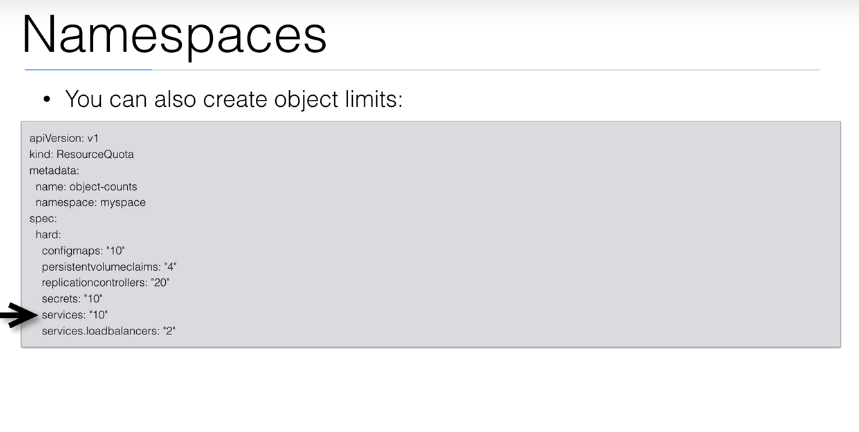 Namespaces
• You can also create object limits:
apiVersion: v1
kind: ResourceQuota
metadata:
  name: object-counts
  namespace: myspace
spec:
  hard:
    configmaps: "10"
    persistentvolumeclaims: "4"
    replicationcontrollers: "20"
    secrets: "10"
    services: "10"
    services.loadbalancers: "2"